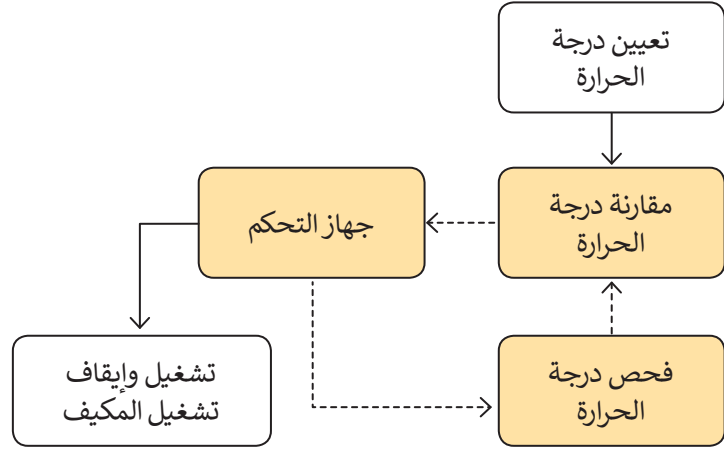 تعيين درجة
الحرارة
مقارنة درجة
الحرارة
جهاز التحكم
فحص درجة
الحرارة
تشغيل وإيقاف
تشغيل المكيف